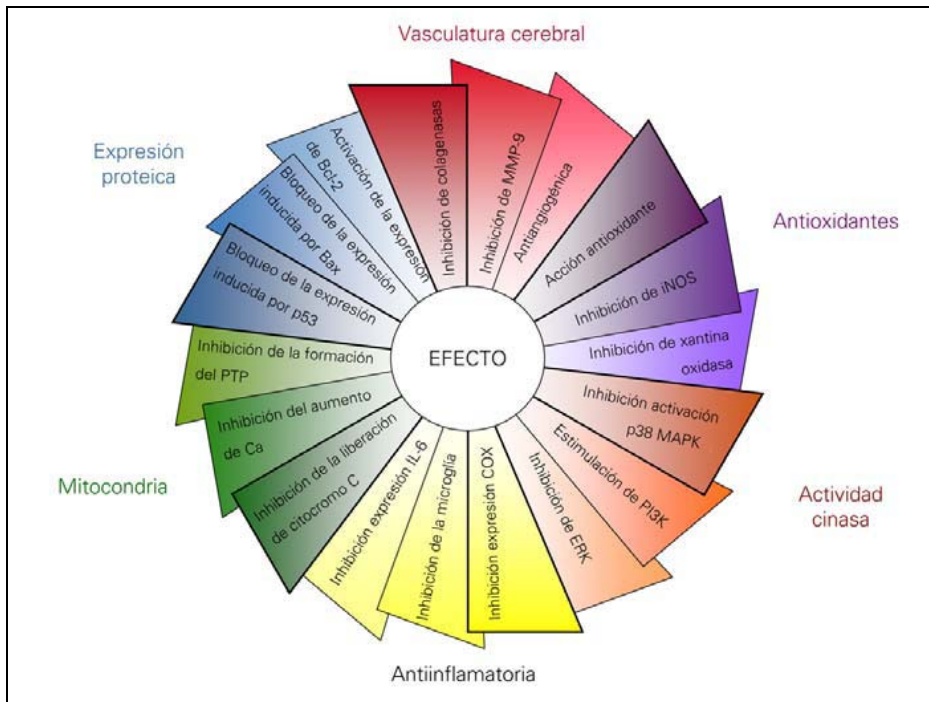 Vasculatura cerebral
Inhibición de colagenasas
Inhibición de MMP-9
Antiangiogénica
Antioxidantes
Acción antioxidante
Inhibición de iNOS
Inhibición de xantina
oxidasa
Actividad
cinasa
Inhibición activación
p38 MAPK
Estimulación de PI3K
Inhibición de ERK
Antiinflamatoria
Inhibición expresión COX
Inhibición de la microglía
Inhibición expresión IL-6
Mitocondria
Inhibición de la liberación
de citocromo C
Inhibición del aumento
de Ca
Inhibición de la formación
del PTP
Expresión
proteica
Bloqueo de la expresión
inducida por p53
Bloqueo de la expresión
inducida por Bax
Activación de la expresión
de Bcl-2
EFECTO